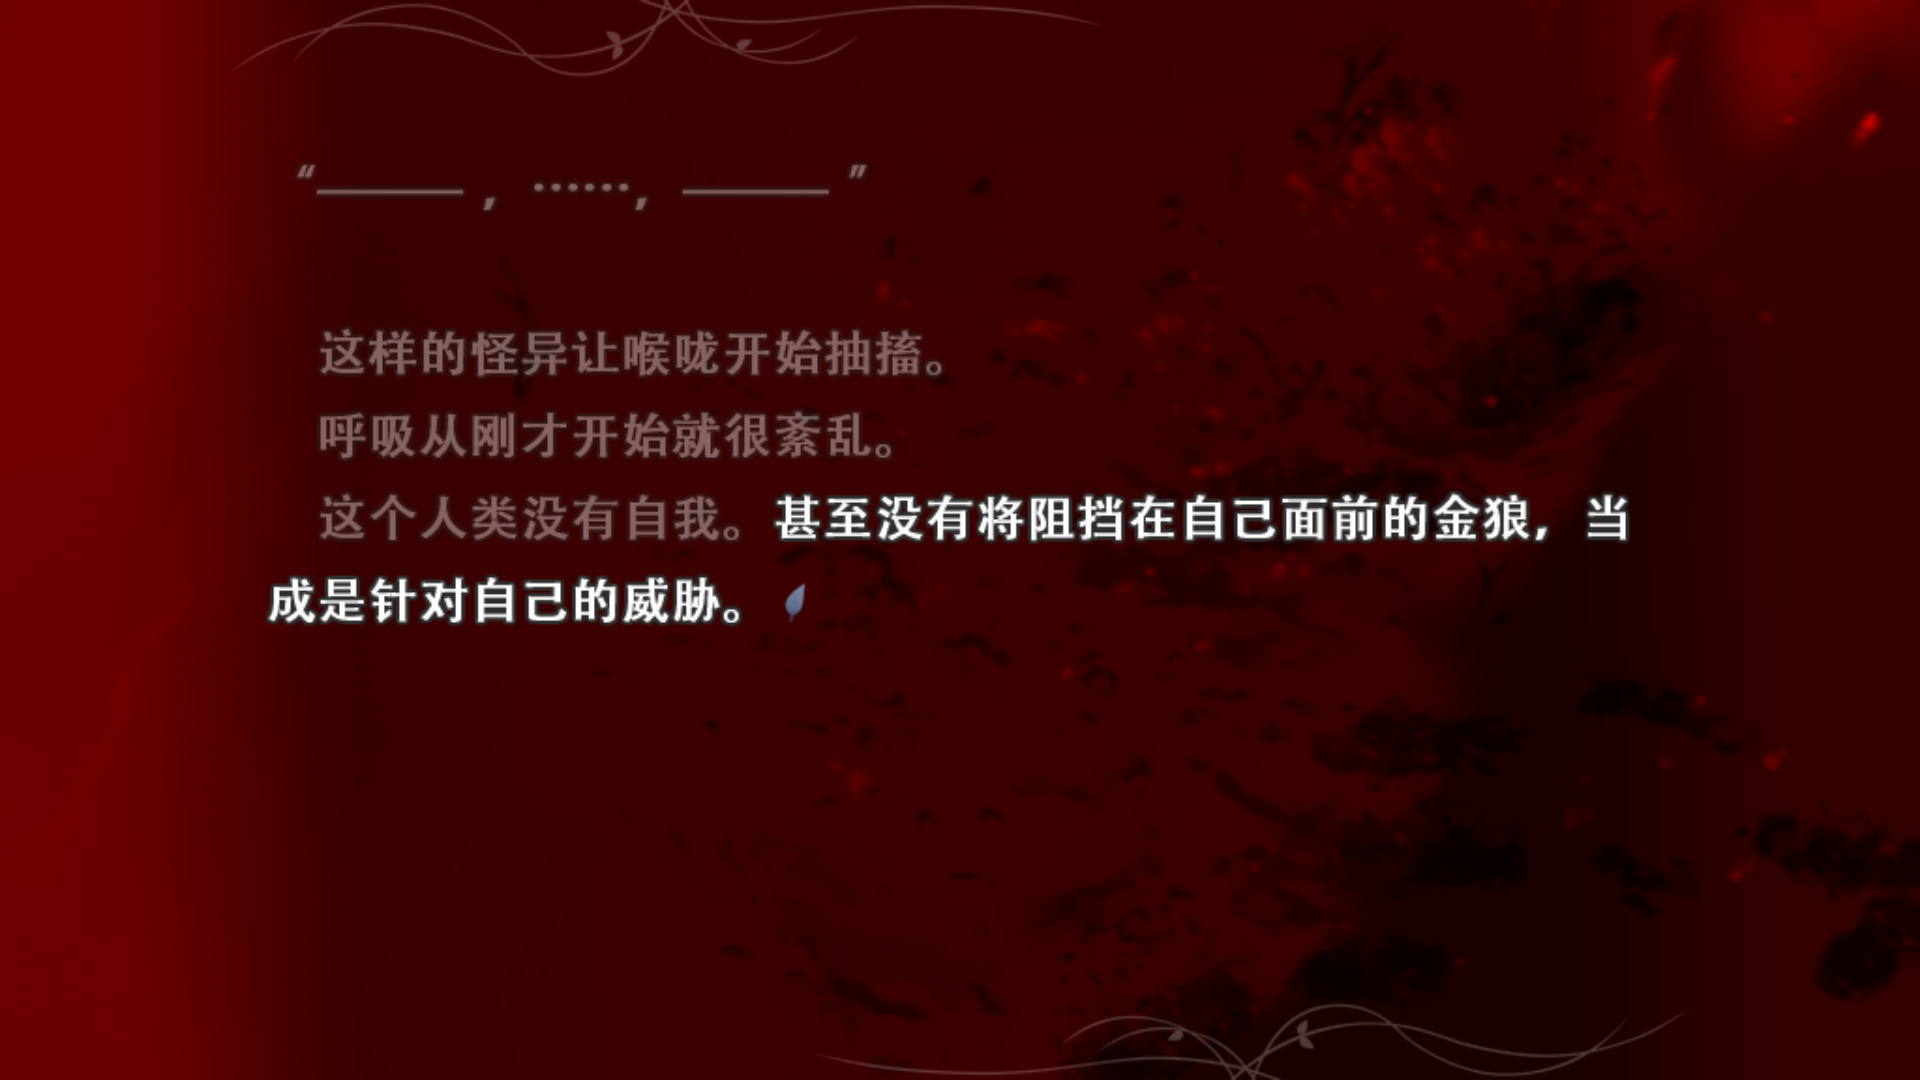 “———，……，———”
这样的怪异让喉咙开始抽搐。
呼吸从刚才开始就很紊乱。
这个人类没有自我。甚至没有将阻挡在自己面前的金狼，当
成是针对自己的威胁。